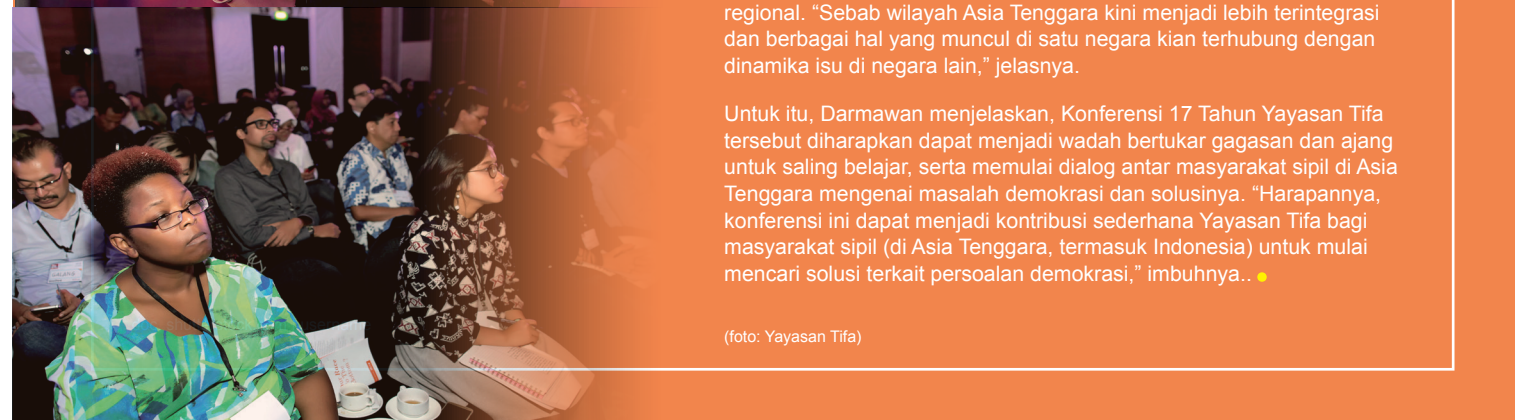 regional. “Sebab wilayah Asia Tenggara kini menjadi lebih terintegrasi
dan berbagai hal yang muncul di satu negara kian terhubung dengan
dinamika isu di negara lain,” jelasnya.
Untuk itu, Darmawan menjelaskan, Konferensi 17 Tahun Yayasan Tifa
tersebut diharapkan dapat menjadi wadah bertukar gagasan dan ajang
untuk saling belajar, serta memulai dialog antar masyarakat sipil di Asia
Tenggara mengenai masalah demokrasi dan solusinya. “Harapannya,
konferensi ini dapat menjadi kontribusi sederhana Yayasan Tifa bagi
masyarakat sipil (di Asia Tenggara, termasuk Indonesia) untuk mulai
mencari solusi terkait persoalan demokrasi,” imbuhnya..
(foto: Yayasan Tifa)